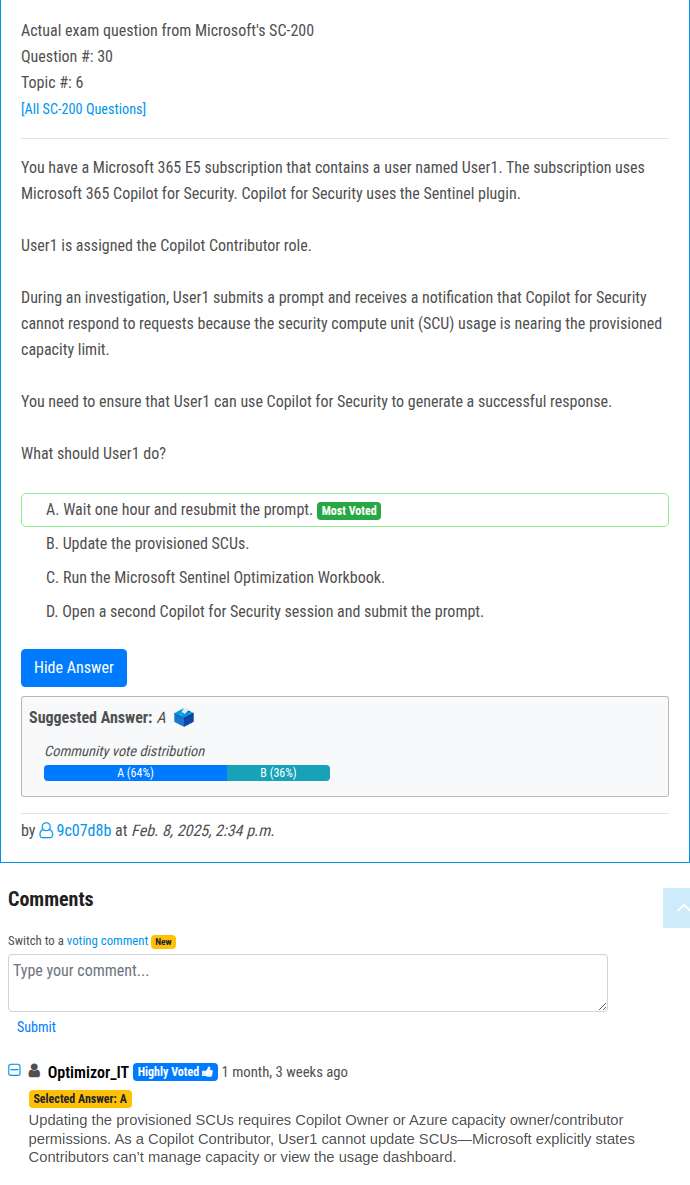 Actual exam question from Microsoft's SC-200
Question #: 30
Topic #: 6
[All SC-200 Questions]
You have a Microsoft 365 E5 subscription that contains a user named User1. The subscription uses
Microsoft 365 Copilot for Security. Copilot for Security uses the Sentinel plugin.
User1 is assigned the Copilot Contributor role.
During an investigation, User1 submits a prompt and receives a notification that Copilot for Security
cannot respond to requests because the security compute unit (SCU) usage is nearing the provisioned
capacity limit.
You need to ensure that User1 can use Copilot for Security to generate a successful response.
What should User1 do?
A. Wait one hour and resubmit the prompt. Most Voted
B. Update the provisioned SCUs.
C. Run the Microsoft Sentinel Optimization Workbook.
D. Open a second Copilot for Security session and submit the prompt.
Hide Answer
Suggested Answer: A
Community vote distribution
A (64%) B (36%)
by 9c07d8b at Feb. 8, 2025, 2:34 p.m.
Comments
Switch to a voting comment New
Type your comment...
Submit
Optimizor_IT Highly Voted 1 month, 3 weeks ago
Selected Answer: A
Updating the provisioned SCUs requires Copilot Owner or Azure capacity owner/contributor
permissions. As a Copilot Contributor, User1 cannot update SCUs—Microsoft explicitly states
Contributors can't manage capacity or view the usage dashboard.